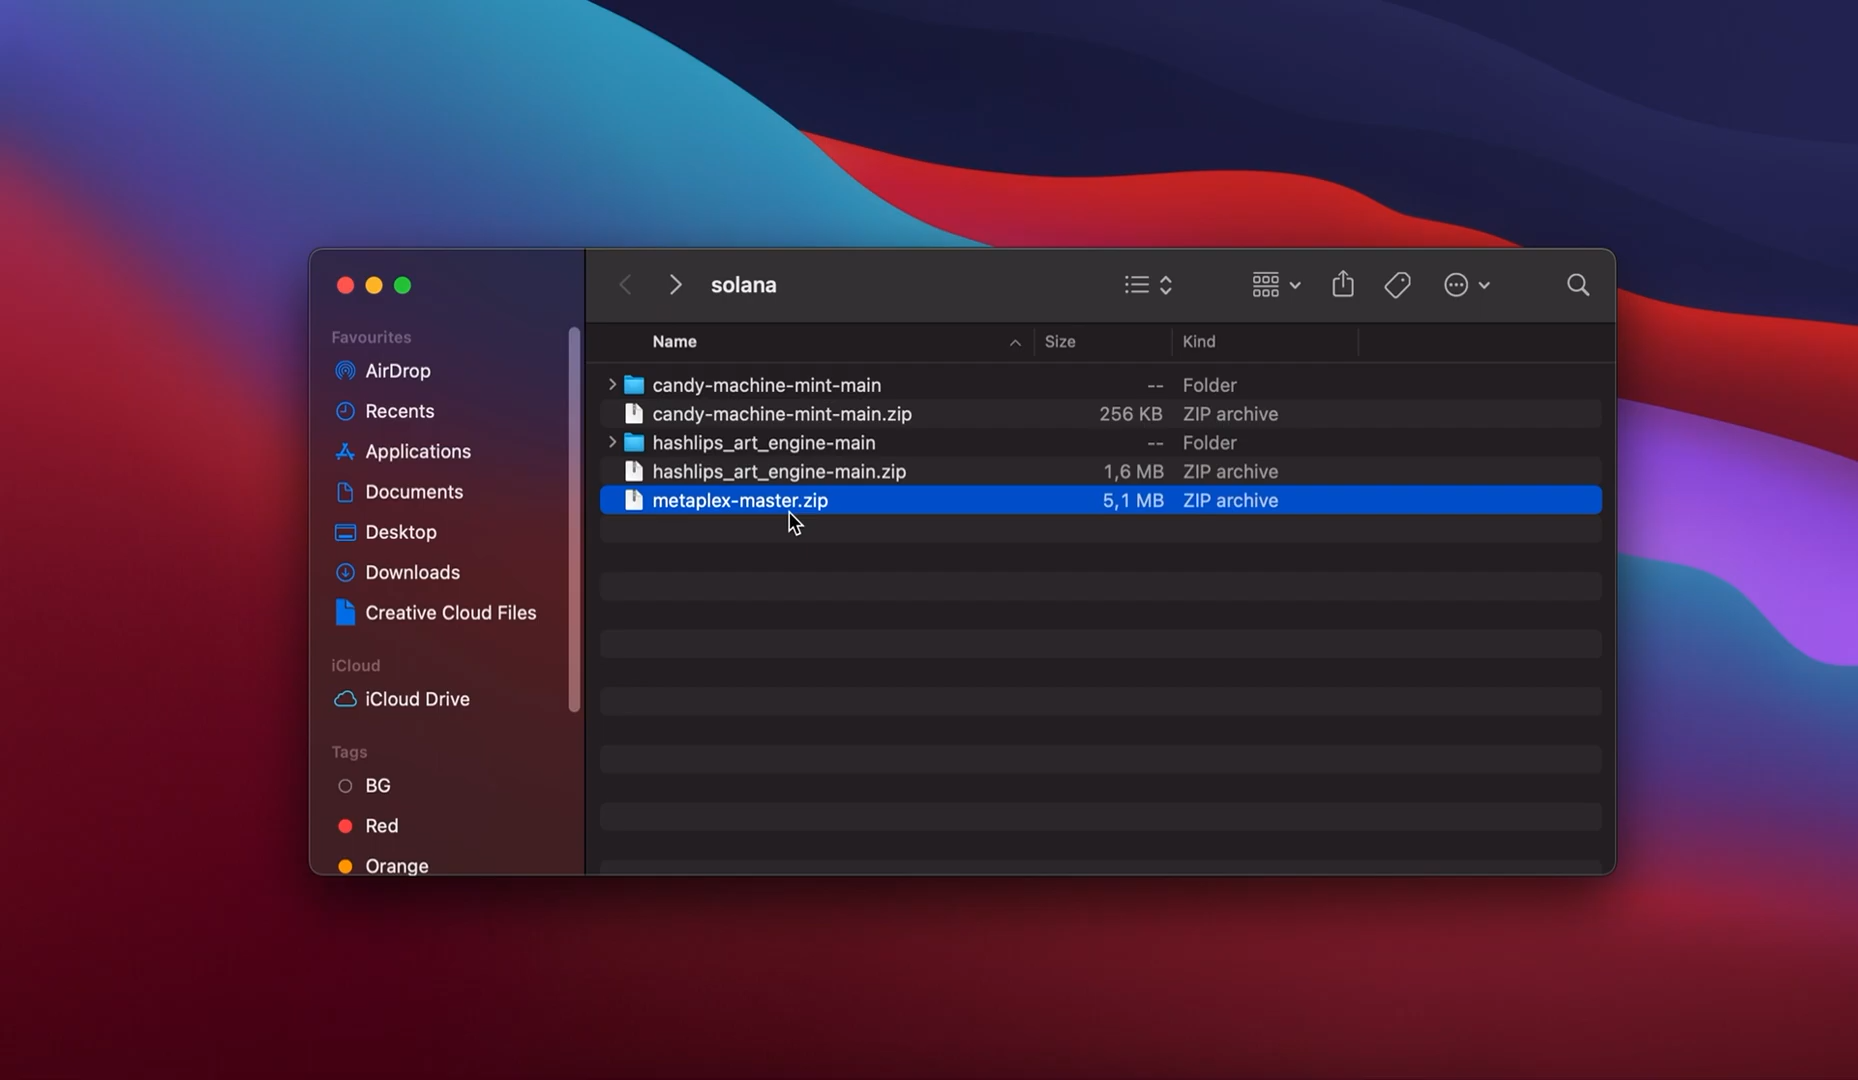 solana
Favourites
AirDrop
Recents
Applications
Documents
Desktop
Downloads
Creative Cloud Files
iCloud
iCloud Drive
Tags
BG
Red
Orange
Name Size Kind
candy-machine-mint-main -- Folder
candy-machine-mint-main.zip 256 KB ZIP archive
hashlips_art_engine-main -- Folder
hashlips_art_engine-main.zip 1,6 MB ZIP archive
metaplex-master.zip 5,1 MB ZIP archive